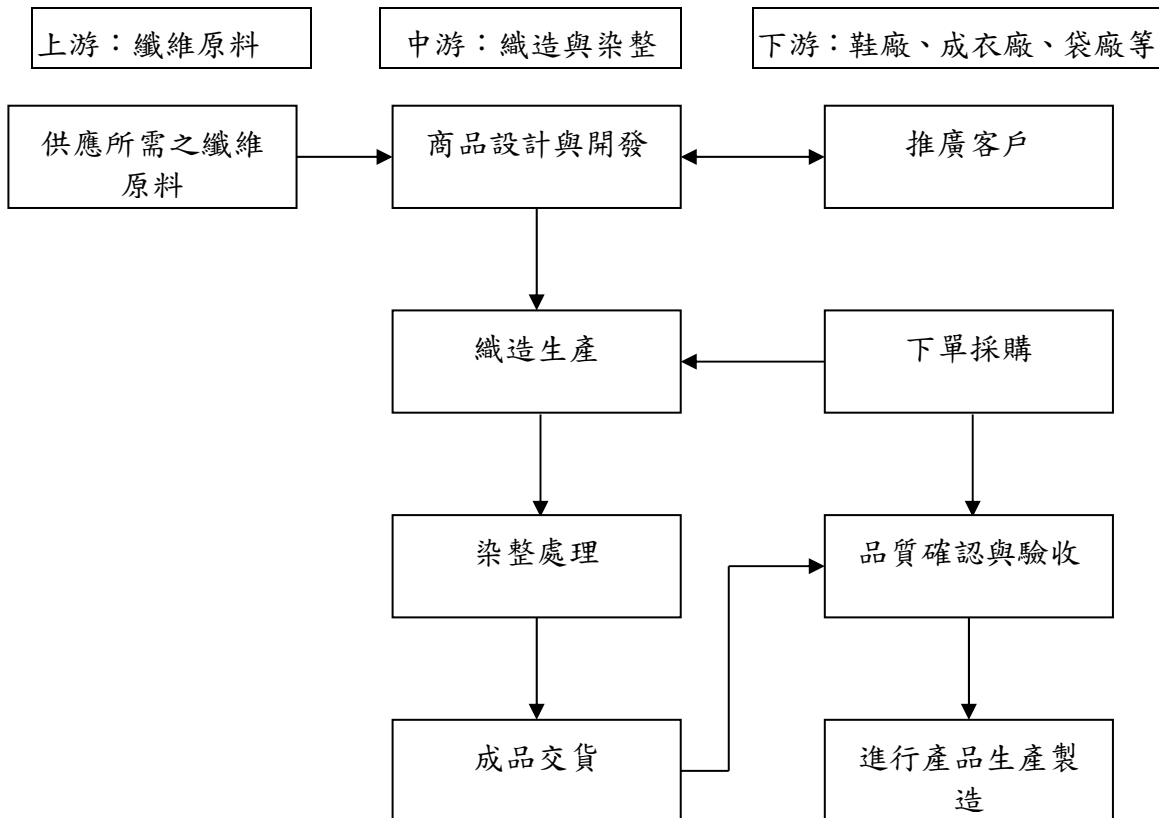 上游：纖維原料
中游：織造與染整
下游：鞋廠、成衣廠、袋廠等
供應所需之纖維
原料
商品設計與開發
推廣客戶
織造生產
下單採購
染整處理
品質確認與驗收
成品交貨
進行產品生產製
造